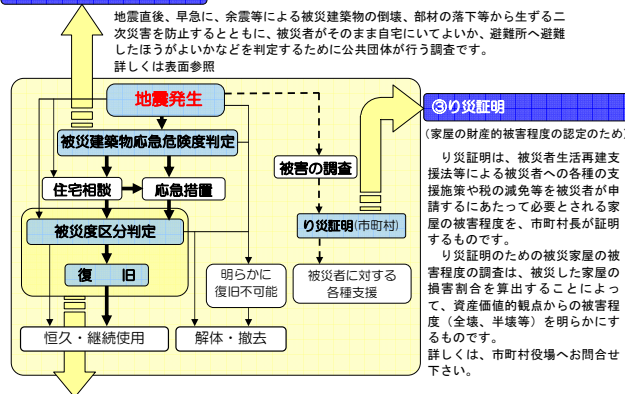 地震直後、早急に、余震等による被災建築物の倒壊、部材の落下等から生ずる二
次災害を防止するとともに、被災者がそのまま自宅にいてよいか、避難所へ避難
したほうがよいかなどを判定するために公共団体が行う調査です。
詳しくは表面参照
地震発生
被災建築物応急危険度判定
住宅相談
応急措置
被災度区分判定
復 旧
恒久・継続使用
解体・撤去
明らかに
復旧不可能
被害の調査
り災証明(市町村)
被災者に対する
各種支援
③り災証明
(家屋の財産的被害程度の認定のため)
り災証明は、被災者生活再建支
援法等による被災者への各種の支
援施策や税の減免等を被災者が申
請するにあたって必要とされる家
屋の被害程度を、市町村長が証明
するものです。
り災証明のための被災家屋の被
害程度の調査は、被災した家屋の
損害割合を算出することによっ
て、資産価値的観点からの被害程
度（全壊、半壊等）を明らかにす
るものです。
詳しくは、市町村役場へお問合せ
下さい。